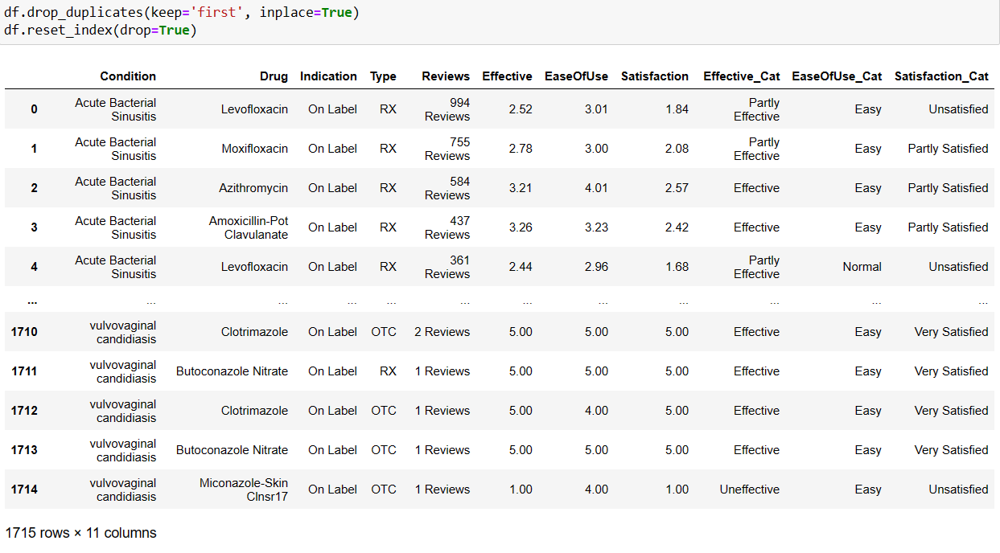 df.drop_duplicates(keep='first', inplace=True)
df.reset_index(drop=True)
Condition Drug Indication Type Reviews Effective EaseOfUse Satisfaction Effective_Cat EaseOfUse_Cat Satisfaction_Cat
0 Acute Bacterial Sinusitis Levofloxacin On Label RX 994 Reviews 2.52 3.01 1.84 Partly Effective Easy Unsatisfied
1 Acute Bacterial Sinusitis Moxifloxacin On Label RX 755 Reviews 2.78 3.00 2.08 Partly Effective Easy Partly Satisfied
2 Acute Bacterial Sinusitis Azithromycin On Label RX 584 Reviews 3.21 4.01 2.57 Effective Easy Partly Satisfied
3 Acute Bacterial Sinusitis Amoxicillin-Pot Clavulanate On Label RX 437 Reviews 3.26 3.23 2.42 Effective Easy Partly Satisfied
4 Acute Bacterial Sinusitis Levofloxacin On Label RX 361 Reviews 2.44 2.96 1.68 Partly Effective Normal Unsatisfied
... ... ... ... ... ... ... ... ... ... ... ...
1710 vulvovaginal candidiasis Clotrimazole On Label OTC 2 Reviews 5.00 5.00 5.00 Effective Easy Very Satisfied
1711 vulvovaginal candidiasis Butoconazole Nitrate On Label RX 1 Reviews 5.00 5.00 5.00 Effective Easy Very Satisfied
1712 vulvovaginal candidiasis Clotrimazole On Label OTC 1 Reviews 5.00 4.00 5.00 Effective Easy Very Satisfied
1713 vulvovaginal candidiasis Butoconazole Nitrate On Label OTC 1 Reviews 5.00 5.00 5.00 Effective Easy Very Satisfied
1714 vulvovaginal candidiasis Miconazole-Skin Clnsr17 On Label OTC 1 Reviews 1.00 4.00 1.00 Uneffective Easy Unsatisfied
1715 rows × 11 columns